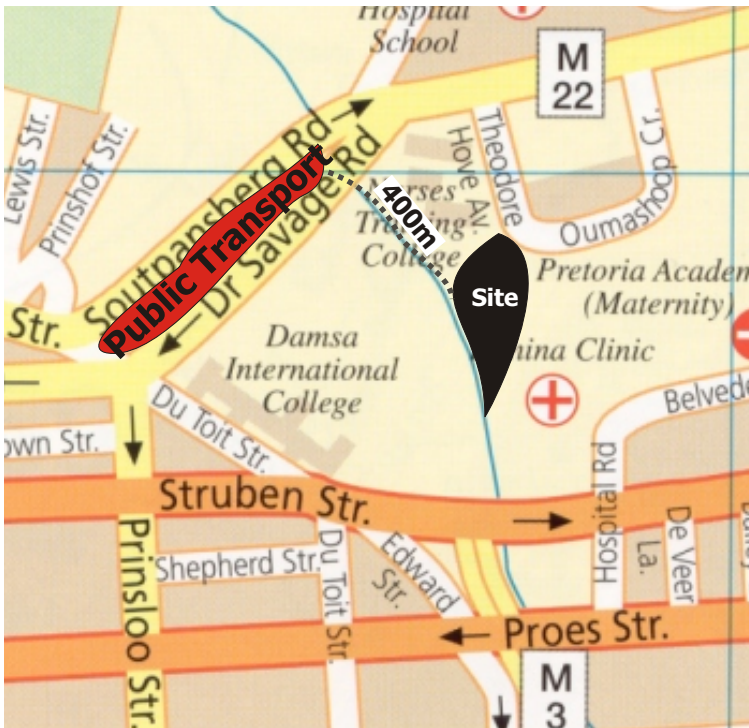 Hospital
School
M
22
Lewis Str.
Prinshof Str.
Soutpansberg Rd
Public Transport
Dr Savage Rd
400m
Theodore
Hove Av.
Oumashoop Cr.
Nurses
Training
College
Site
Pretoria Academ
(Maternity)
Str.
Damsa
International
College
hina Clinic
Belvede
own Str.
Du Toit Str.
Struben Str.
Hospital Rd
La.
De Veer
Prinsloo Str.
Shepherd Str.
Du Toit Str.
Edward
Str.
Proes Str.
M
3